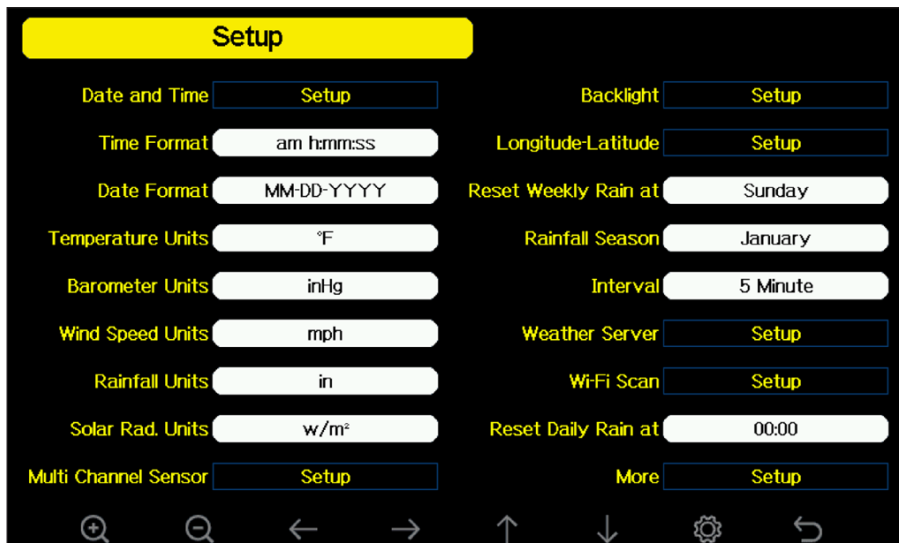 Setup
Date and Time Setup
Time Format am h:mm:ss
Date Format MM-DD-YYYY
Temperature Units °F
Barometer Units inHg
Wind Speed Units mph
Rainfall Units in
Solar Rad. Units w/m²
Multi Channel Sensor Setup
Backlight Setup
Longitude-Latitude Setup
Reset Weekly Rain at Sunday
Rainfall Season January
Interval 5 Minute
Weather Server Setup
Wi-Fi Scan Setup
Reset Daily Rain at 00:00
More Setup